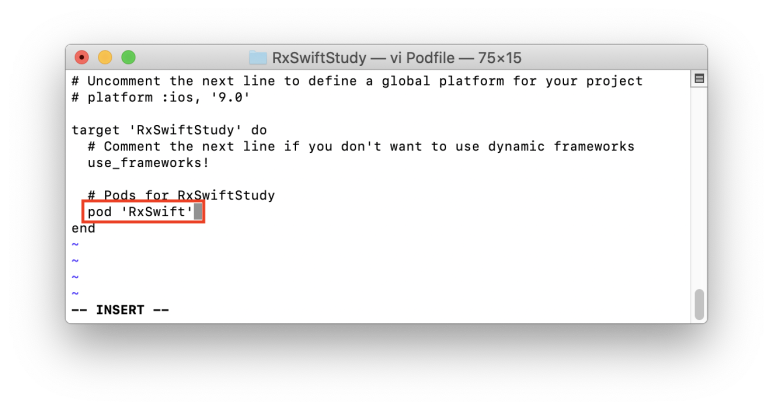 RxSwiftStudy — vi Podfile — 75×15
# Uncomment the next line to define a global platform for your project
# platform :ios, '9.0'
target 'RxSwiftStudy' do
# Comment the next line if you don't want to use dynamic frameworks
use_frameworks!
# Pods for RxSwiftStudy
pod 'RxSwift'
end
~
~
~
~
-- INSERT --